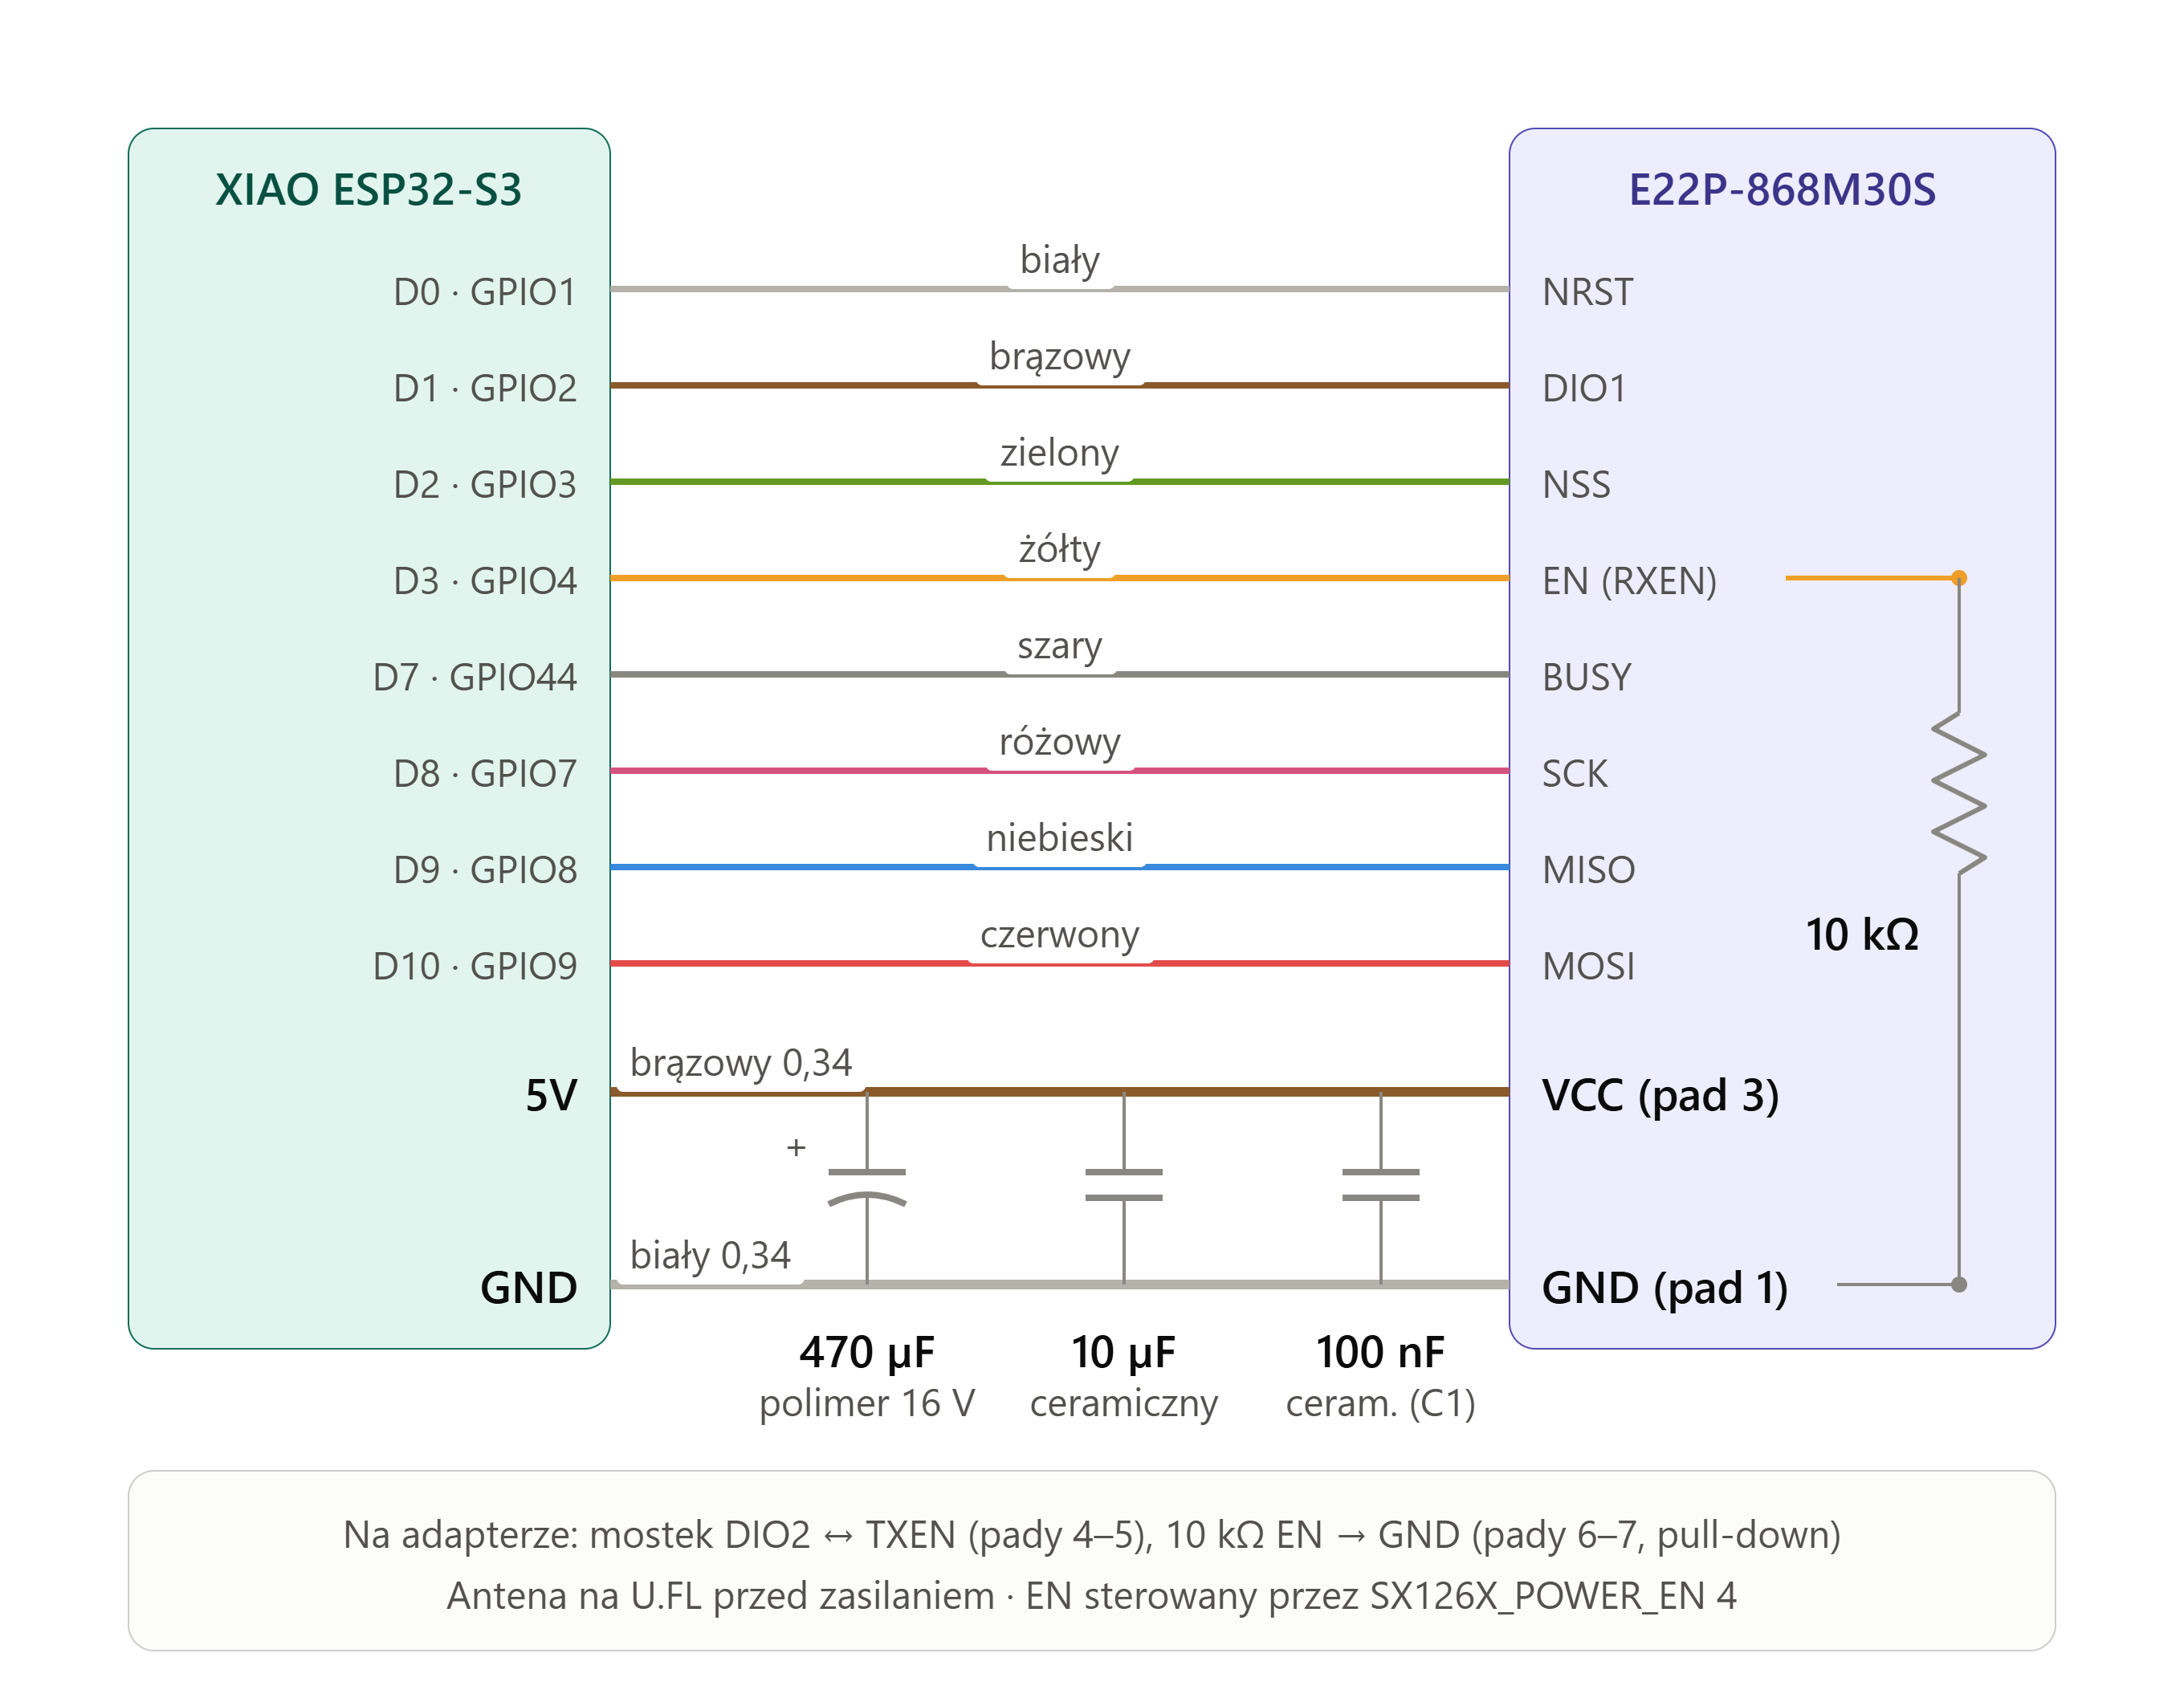 XIAO ESP32-S3
E22P-868M30S
biały
D0 · GPIO1
NRST
brązowy
D1 · GPIO2
DIO1
zielony
D2 · GPIO3
NSS
żółty
D3 · GPIO4
EN (RXEN)
szary
D7 · GPIO44
BUSY
różowy
D8 · GPIO7
SCK
niebieski
D9 · GPIO8
MISO
czerwony
10 kΩ
D10 · GPIO9
MOSI
brązowy 0,34
5V
VCC (pad 3)
+
biały 0,34
GND
GND (pad 1)
470 µF
10 µF
100 nF
polimer 16 V
ceramiczny
ceram. (C1)
Na adapterze: mostek DIO2 ↔ TXEN (pady 4–5), 10 kΩ EN → GND (pady 6–7, pull-down)
Antena na U.FL przed zasilaniem · EN sterowany przez SX126X_POWER_EN 4